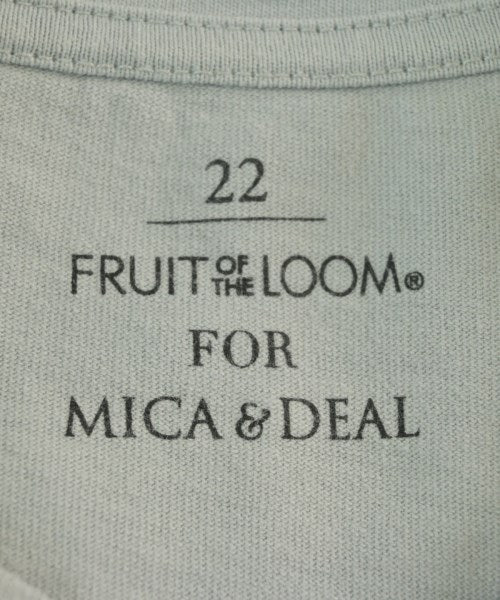 22
FRUIT OF THE LOOM®
FOR
MICA & DEAL